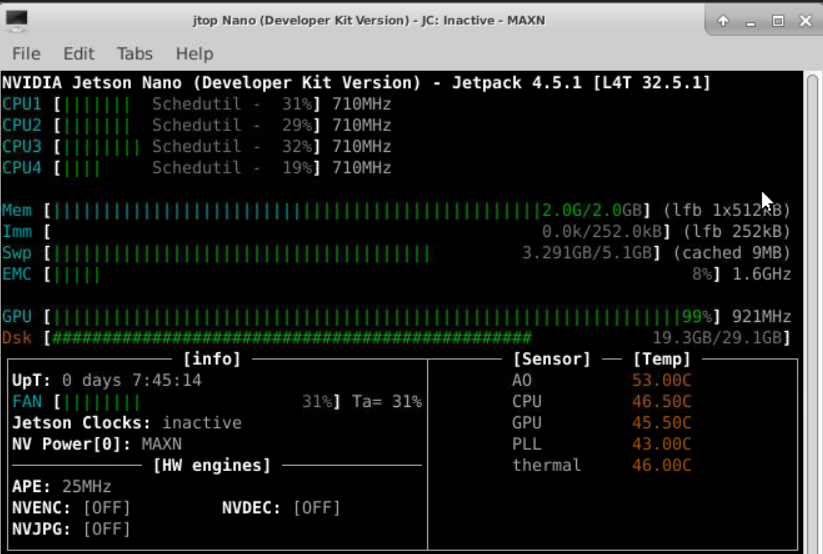 jtop Nano (Developer Kit Version) - JC: Inactive - MAXN
File Edit Tabs Help
NVIDIA Jetson Nano (Developer Kit Version) - Jetpack 4.5.1 [L4T 32.5.1]
CPU1 [||||||| Schedutil - 31%] 710MHz
CPU2 [||||||| Schedutil - 29%] 710MHz
CPU3 [|||||||| Schedutil - 32%] 710MHz
CPU4 [|||| Schedutil - 19%] 710MHz
Mem [|||||||||||||||||||||||||||||||||||||||||||||||||2.0G/2.0GB] (lfb 1x512kB)
Imm [ 0.0k/252.0kB] (lfb 252kB)
Swp [|||||||||||||||||||||||||||||||||||||| 3.291GB/5.1GB] (cached 9MB)
EMC [||||| 8%] 1.6GHz
GPU [|||||||||||||||||||||||||||||||||||||||||||||||||||||||||||||||99%] 921MHz
Dsk [################################################ 19.3GB/29.1GB]
[info] [Sensor] [Temp]
UpT: 0 days 7:45:14 AO 53.00C
FAN [|||||||| 31%] Ta= 31% CPU 46.50C
Jetson Clocks: inactive GPU 45.50C
NV Power[0]: MAXN PLL 43.00C
[HW engines] thermal 46.00C
APE: 25MHz
NVENC: [OFF] NVDEC: [OFF]
NVJPG: [OFF]